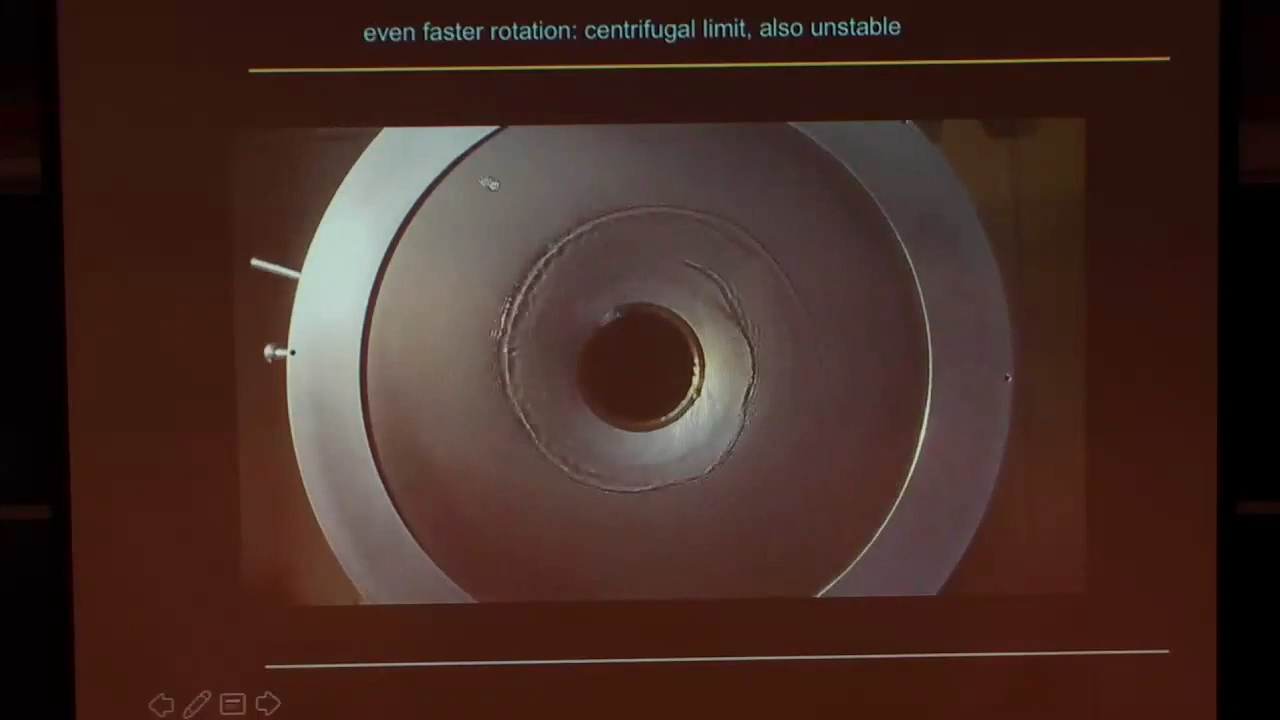 even faster rotation: centrifugal limit, also unstable